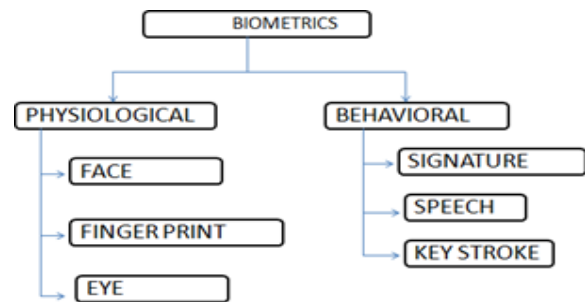 BIOMETRICS
PHYSIOLOGICAL
FACE
FINGER PRINT
EYE
BEHAVIORAL
SIGNATURE
SPEECH
KEY STROKE